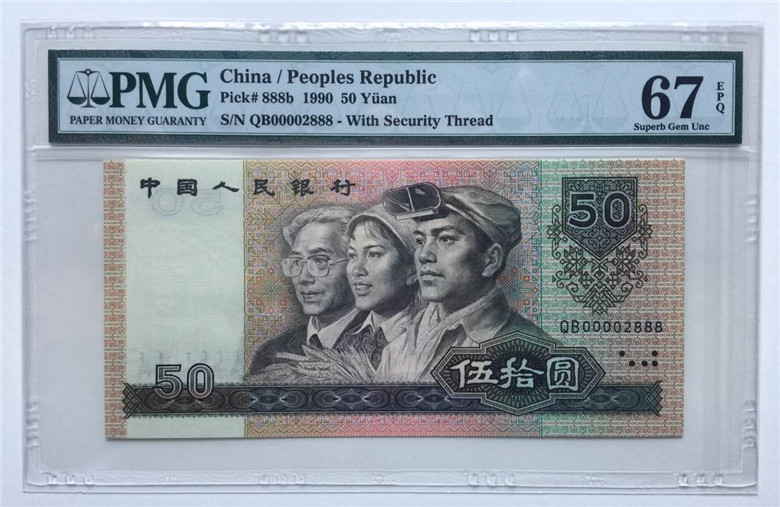 PMG
PAPER MONEY GUARANTY
China / Peoples Republic
Pick# 888b 1990 50 Yüan
S/N QB00002888 - With Security Thread
67
EPQ
Superb Gem Unc
中国人民银行
50
QB00002888
50
伍拾圆